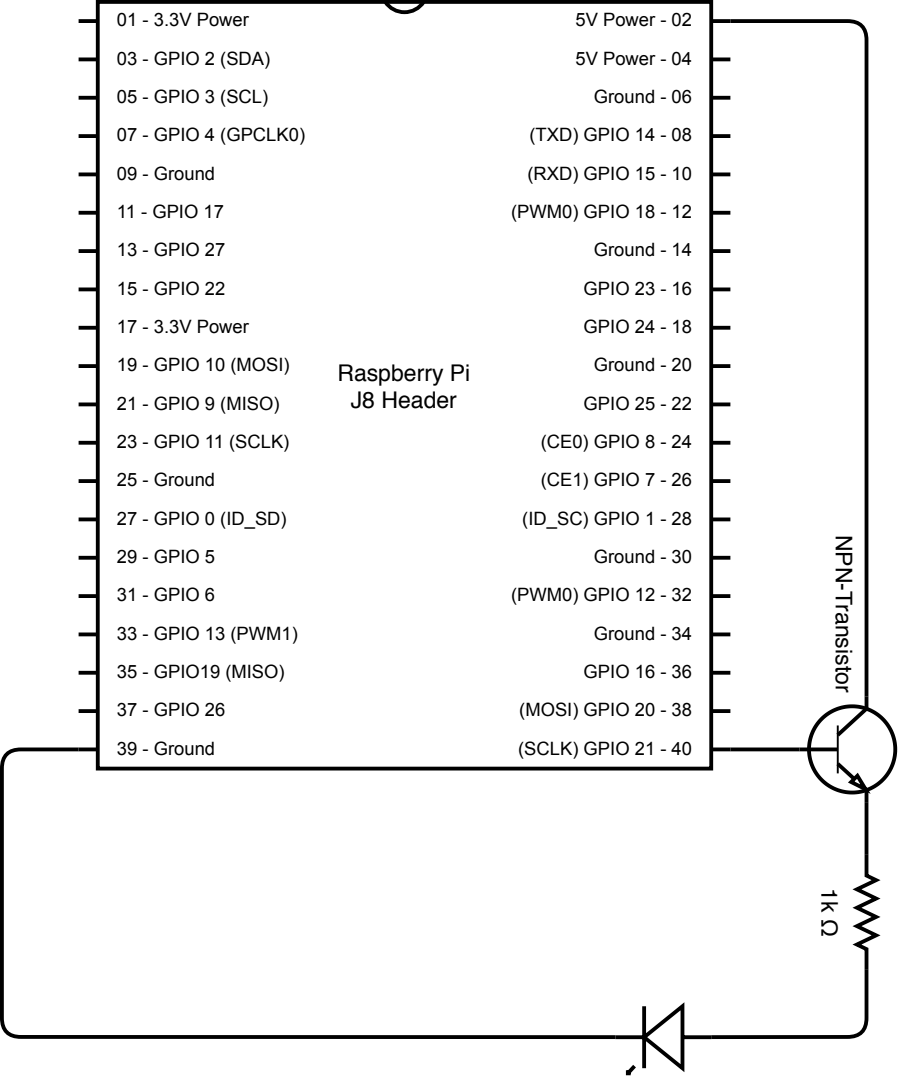 01 - 3.3V Power
5V Power - 02
03 - GPIO 2 (SDA)
5V Power - 04
05 - GPIO 3 (SCL)
Ground - 06
07 - GPIO 4 (GPCLK0)
(TXD) GPIO 14 - 08
09 - Ground
(RXD) GPIO 15 - 10
11 - GPIO 17
(PWM0) GPIO 18 - 12
13 - GPIO 27
Ground - 14
15 - GPIO 22
GPIO 23 - 16
17 - 3.3V Power
GPIO 24 - 18
19 - GPIO 10 (MOSI)
Ground - 20
Raspberry Pi
J8 Header
21 - GPIO 9 (MISO)
GPIO 25 - 22
23 - GPIO 11 (SCLK)
(CE0) GPIO 8 - 24
25 - Ground
(CE1) GPIO 7 - 26
27 - GPIO 0 (ID_SD)
(ID_SC) GPIO 1 - 28
29 - GPIO 5
Ground - 30
31 - GPIO 6
(PWM0) GPIO 12 - 32
33 - GPIO 13 (PWM1)
Ground - 34
35 - GPIO19 (MISO)
GPIO 16 - 36
37 - GPIO 26
(MOSI) GPIO 20 - 38
39 - Ground
(SCLK) GPIO 21 - 40
NPN-Transistor
1k Ω